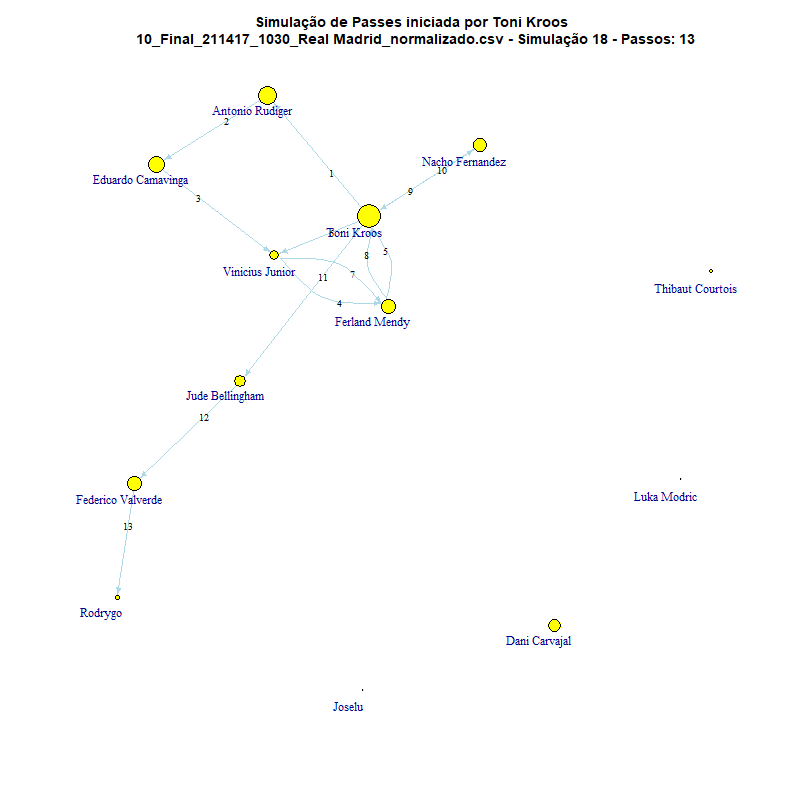 Simulação de Passes iniciada por Toni Kroos
10_Final_211417_1030_Real Madrid_normalizado.csv - Simulação 18 - Passos: 13
Antonio Rudiger
2
Nacho Fernandez
10
Eduardo Camavinga
1
9
3
Toni Kroos
5
8
Vinicius Junior
7
11
Thibaut Courtois
4
Ferland Mendy
Jude Bellingham
12
Federico Valverde
Luka Modric
13
Rodrygo
Dani Carvajal
Joselu